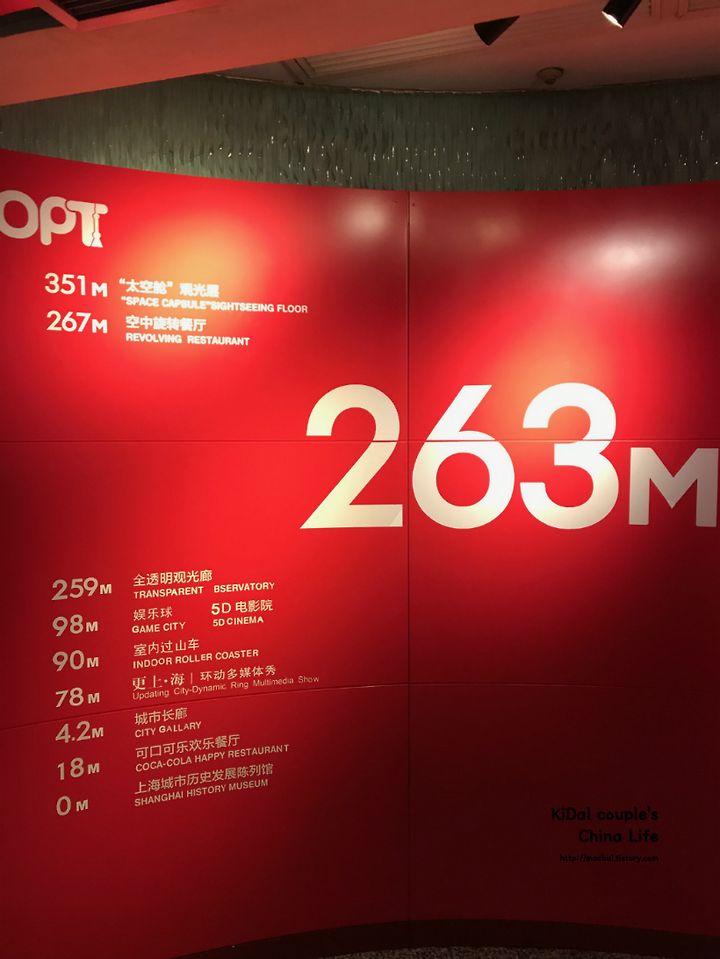 OPT
351M "太空舱"观光层
"SPACE CAPSULE"SIGHTSEEING FLOOR
267M 空中旋转餐厅
REVOLVING RESTAURANT
263M
259M 全透明观光廊
TRANSPARENT BSERVATORY
98M 娱乐球 5D 电影院
GAME CITY 5D CINEMA
90M 室内过山车
INDOOR ROLLER COASTER
78M 更上·海 | 环动多媒体秀
Updating City-Dynamic Ring Multimedia Show
4.2M 城市长廊
CITY GALLARY
18M 可口可乐欢乐餐厅
COCA-COLA HAPPY RESTAURANT
0M 上海城市历史发展陈列馆
SHANGHAI HISTORY MUSEUM
KiDal couple's
China Life